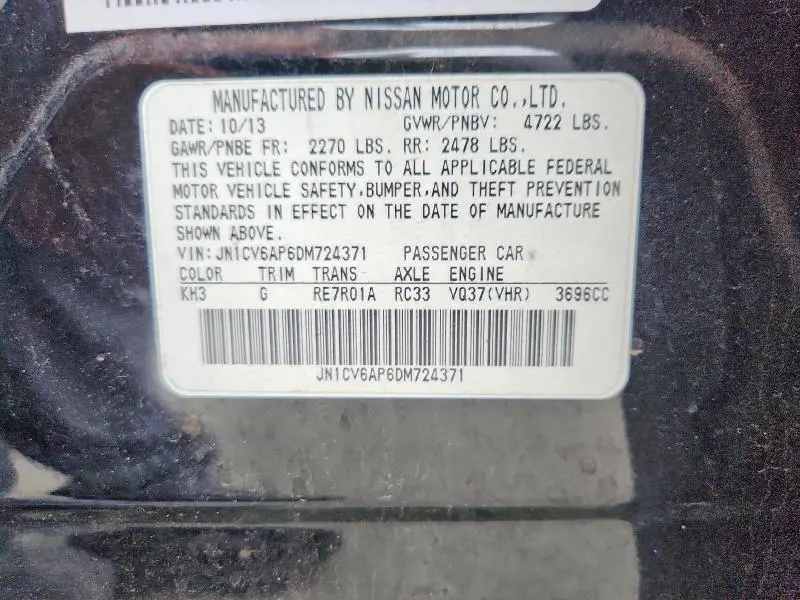 MANUFACTURED BY NISSAN MOTOR CO.,LTD.
DATE: 10/13 GVWR/PNBV: 4722 LBS.
GAWR/PNBE FR: 2270 LBS. RR: 2478 LBS.
THIS VEHICLE CONFORMS TO ALL APPLICABLE FEDERAL
MOTOR VEHICLE SAFETY,BUMPER,AND THEFT PREVENTION
STANDARDS IN EFFECT ON THE DATE OF MANUFACTURE
SHOWN ABOVE.
VIN: JN1CV6AP6DM724371 PASSENGER CAR
COLOR TRIM TRANS AXLE ENGINE
KH3 G RE7R01A RC33 VQ37(VHR) 3696CC
JN1CV6AP6DM724371